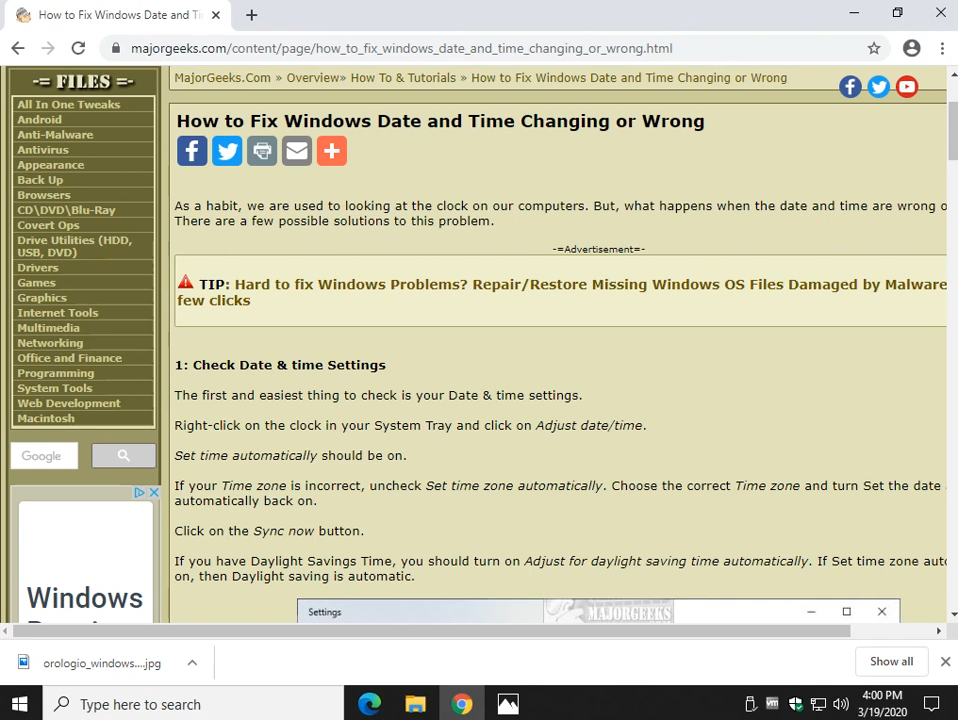 How to Fix Windows Date and Ti
majorgeeks.com/content/page/how_to_fix_windows_date_and_time_changing_or_wrong.html
-= FILES =-
All In One Tweaks
Android
Anti-Malware
Antivirus
Appearance
Back Up
Browsers
CD\DVD\Blu-Ray
Covert Ops
Drive Utilities (HDD,
USB, DVD)
Drivers
Games
Graphics
Internet Tools
Multimedia
Networking
Office and Finance
Programming
System Tools
Web Development
Macintosh
Google
Windows
MajorGeeks.Com » Overview» How To & Tutorials » How to Fix Windows Date and Time Changing or Wrong
How to Fix Windows Date and Time Changing or Wrong
As a habit, we are used to looking at the clock on our computers. But, what happens when the date and time are wrong o
There are a few possible solutions to this problem.
-=Advertisement=-
TIP: Hard to fix Windows Problems? Repair/Restore Missing Windows OS Files Damaged by Malware
few clicks
1: Check Date & time Settings
The first and easiest thing to check is your Date & time settings.
Right-click on the clock in your System Tray and click on Adjust date/time.
Set time automatically should be on.
If your Time zone is incorrect, uncheck Set time zone automatically. Choose the correct Time zone and turn Set the date
automatically back on.
Click on the Sync now button.
If you have Daylight Savings Time, you should turn on Adjust for daylight saving time automatically. If Set time zone auto
on, then Daylight saving is automatic.
Settings
MAJORGEEKS
orologio_windows....jpg
Show all
Type here to search
vm
4:00 PM
3/19/2020